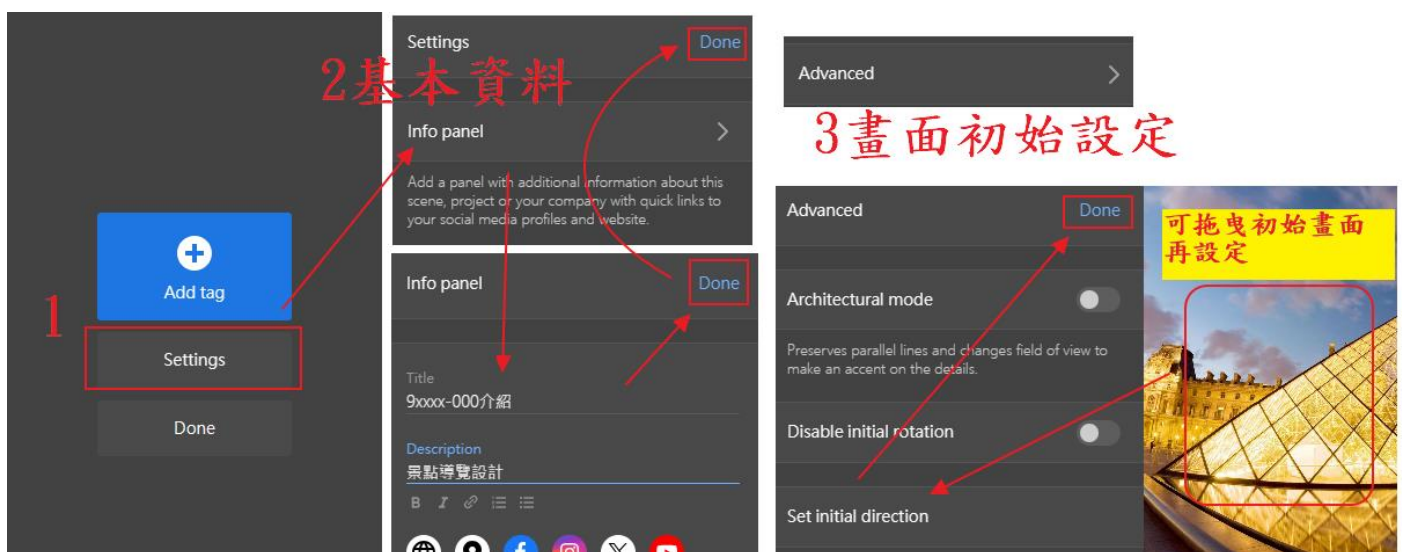 1
Add tag
Settings
Done
2基本資料
Settings
Done
Info panel
Add a panel with additional information about this
scene, project or your company with quick links to
your social media profiles and website.
Info panel
Done
Title
9xxxx-000介紹
Description
景點導覽設計
B I
Advanced
3畫面初始設定
Advanced
Done
Architectural mode
Preserves parallel lines and changes field of view to
make an accent on the details.
Disable initial rotation
Set initial direction
可拖曳初始畫面
再設定